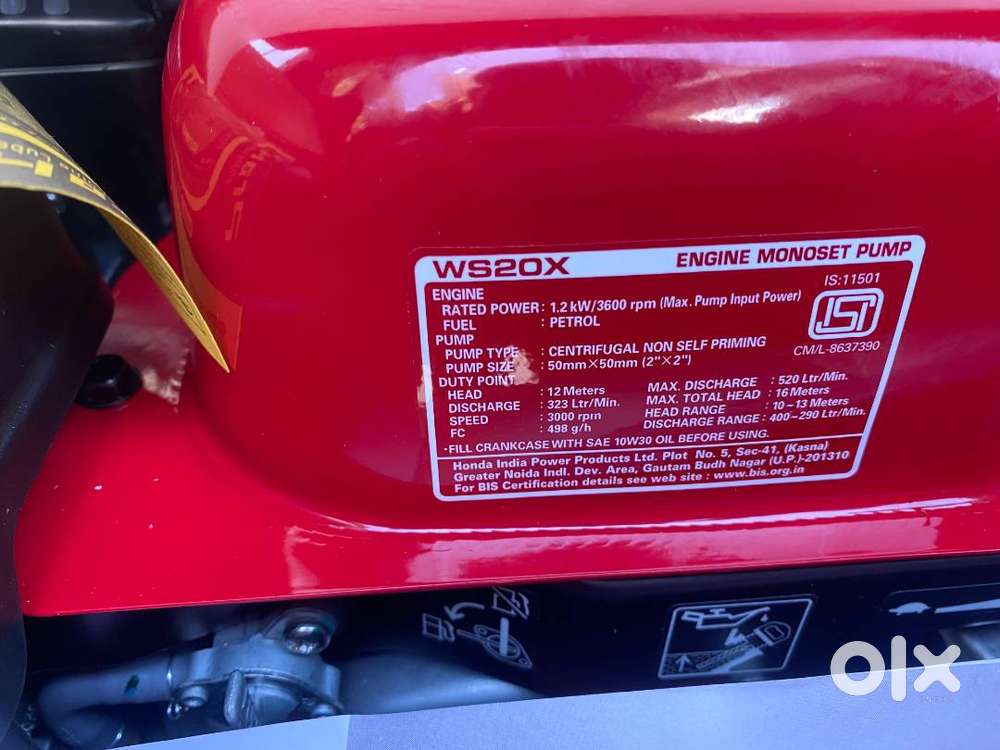 WS20X ENGINE MONOSET PUMP
IS:11501
ISI
CM/L-8637390
ENGINE
RATED POWER : 1.2 kW/3600 rpm (Max. Pump Input Power)
FUEL : PETROL
PUMP
PUMP TYPE : CENTRIFUGAL NON SELF PRIMING
PUMP SIZE : 50mm×50mm (2"×2")
DUTY POINT
HEAD : 12 Meters
DISCHARGE : 323 Ltr/Min.
SPEED : 3000 rpm
FC : 498 g/h
MAX. DISCHARGE : 520 Ltr/Min.
MAX. TOTAL HEAD : 16 Meters
HEAD RANGE : 10~13 Meters
DISCHARGE RANGE : 400~290 Ltr/Min.
·FILL CRANKCASE WITH SAE 10W30 OIL BEFORE USING.
Honda India Power Products Ltd. Plot No. 5, Sec-41, (Kasna)
Greater Noida Indl. Dev. Area, Gautam Budh Nagar (U.P.)-201310
For BIS Certification details see web site : www.bis.org.in
olx